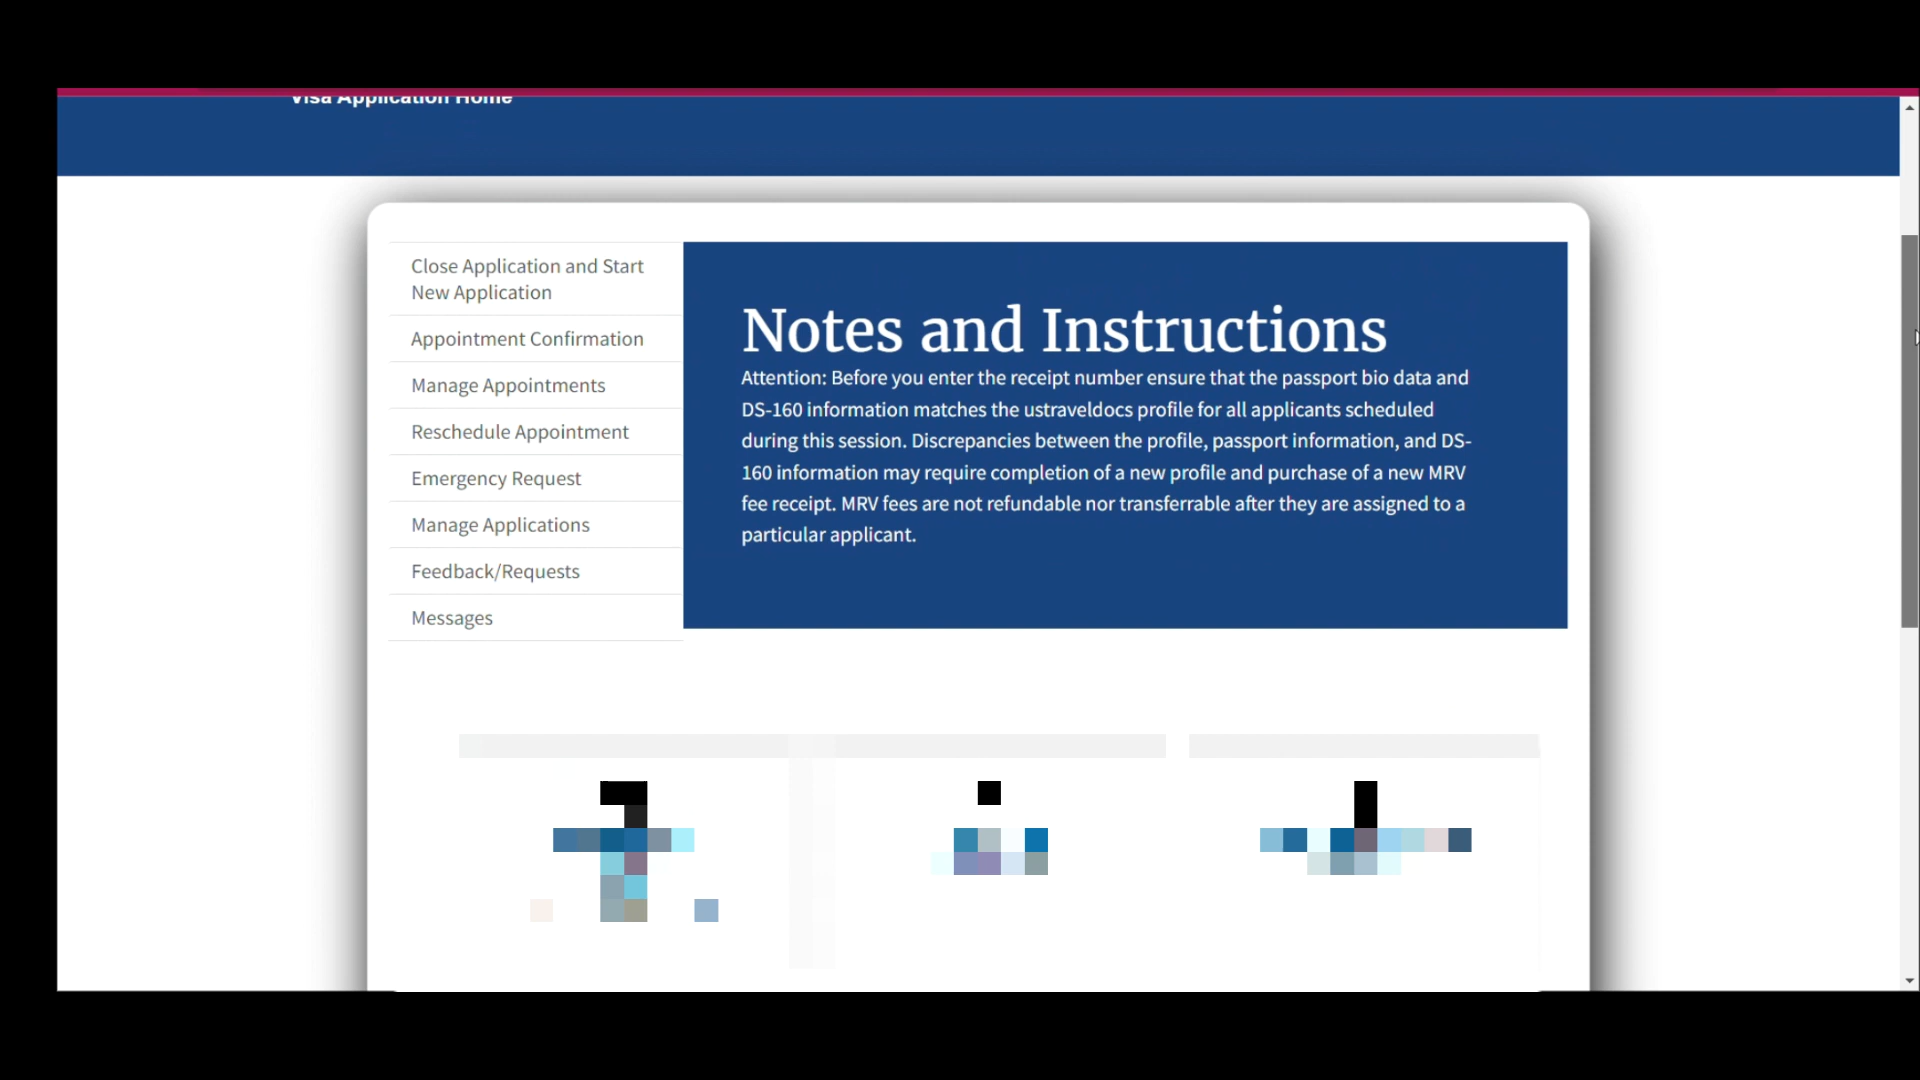 Visa Application Home
Close Application and Start
New Application
Appointment Confirmation
Manage Appointments
Reschedule Appointment
Emergency Request
Manage Applications
Feedback/Requests
Messages
Notes and Instructions
Attention: Before you enter the receipt number ensure that the passport bio data and
DS-160 information matches the ustraveldocs profile for all applicants scheduled
during this session. Discrepancies between the profile, passport information, and DS-
160 information may require completion of a new profile and purchase of a new MRV
fee receipt. MRV fees are not refundable nor transferrable after they are assigned to a
particular applicant.